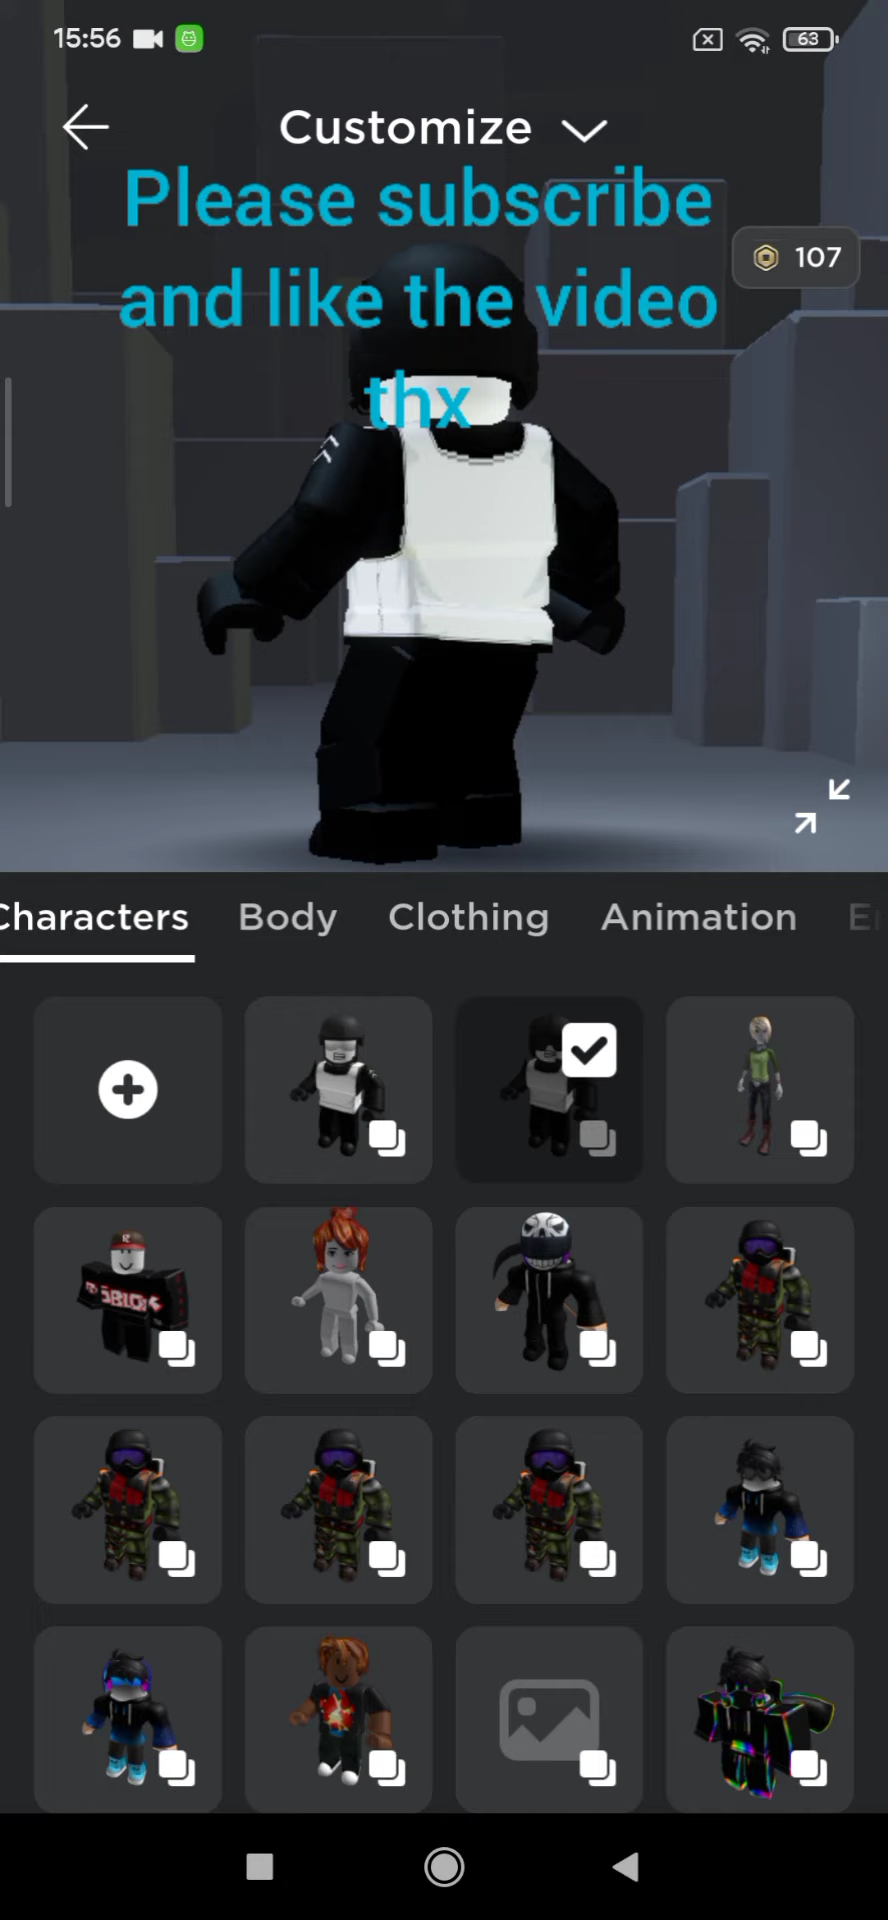 15:56
63
Customize
Please subscribe
and like the video
thx
107
Characters Body Clothing Animation